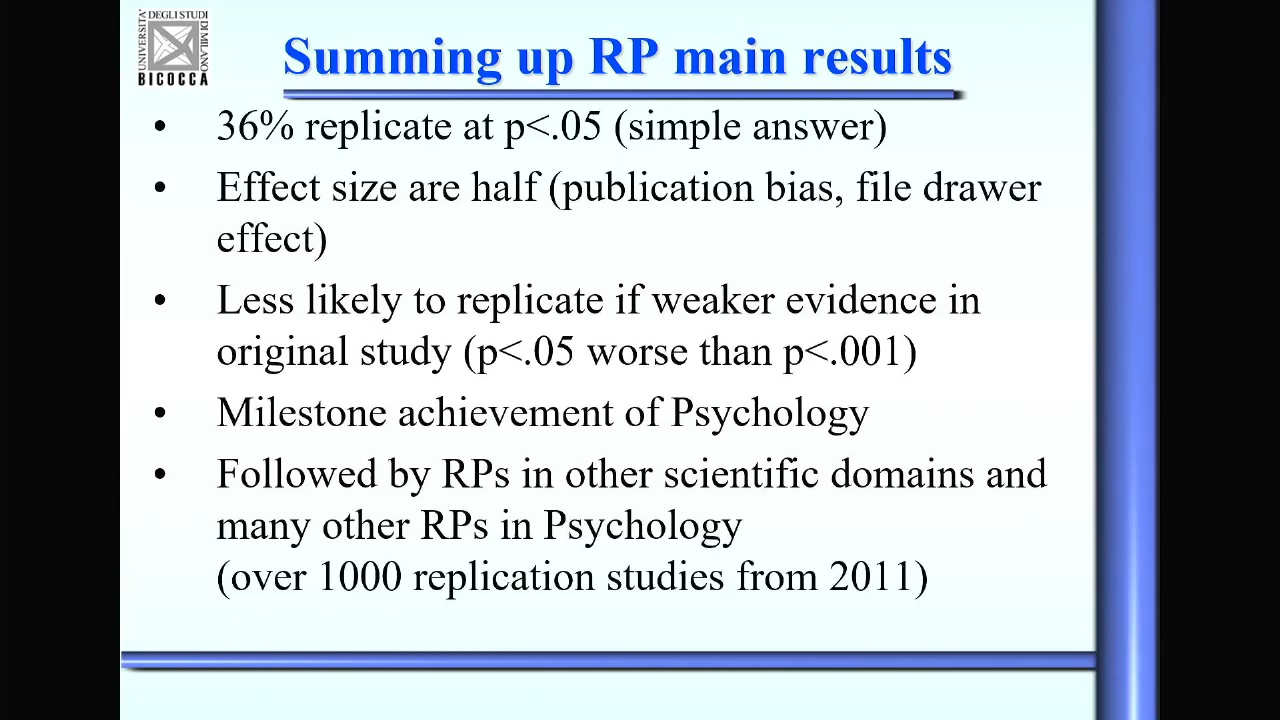 UNIVERSITA' DEGLI STUDI DI MILANO
BICOCCA
Summing up RP main results
• 36% replicate at p<.05 (simple answer)
• Effect size are half (publication bias, file drawer
effect)
• Less likely to replicate if weaker evidence in
original study (p<.05 worse than p<.001)
• Milestone achievement of Psychology
• Followed by RPs in other scientific domains and
many other RPs in Psychology
(over 1000 replication studies from 2011)